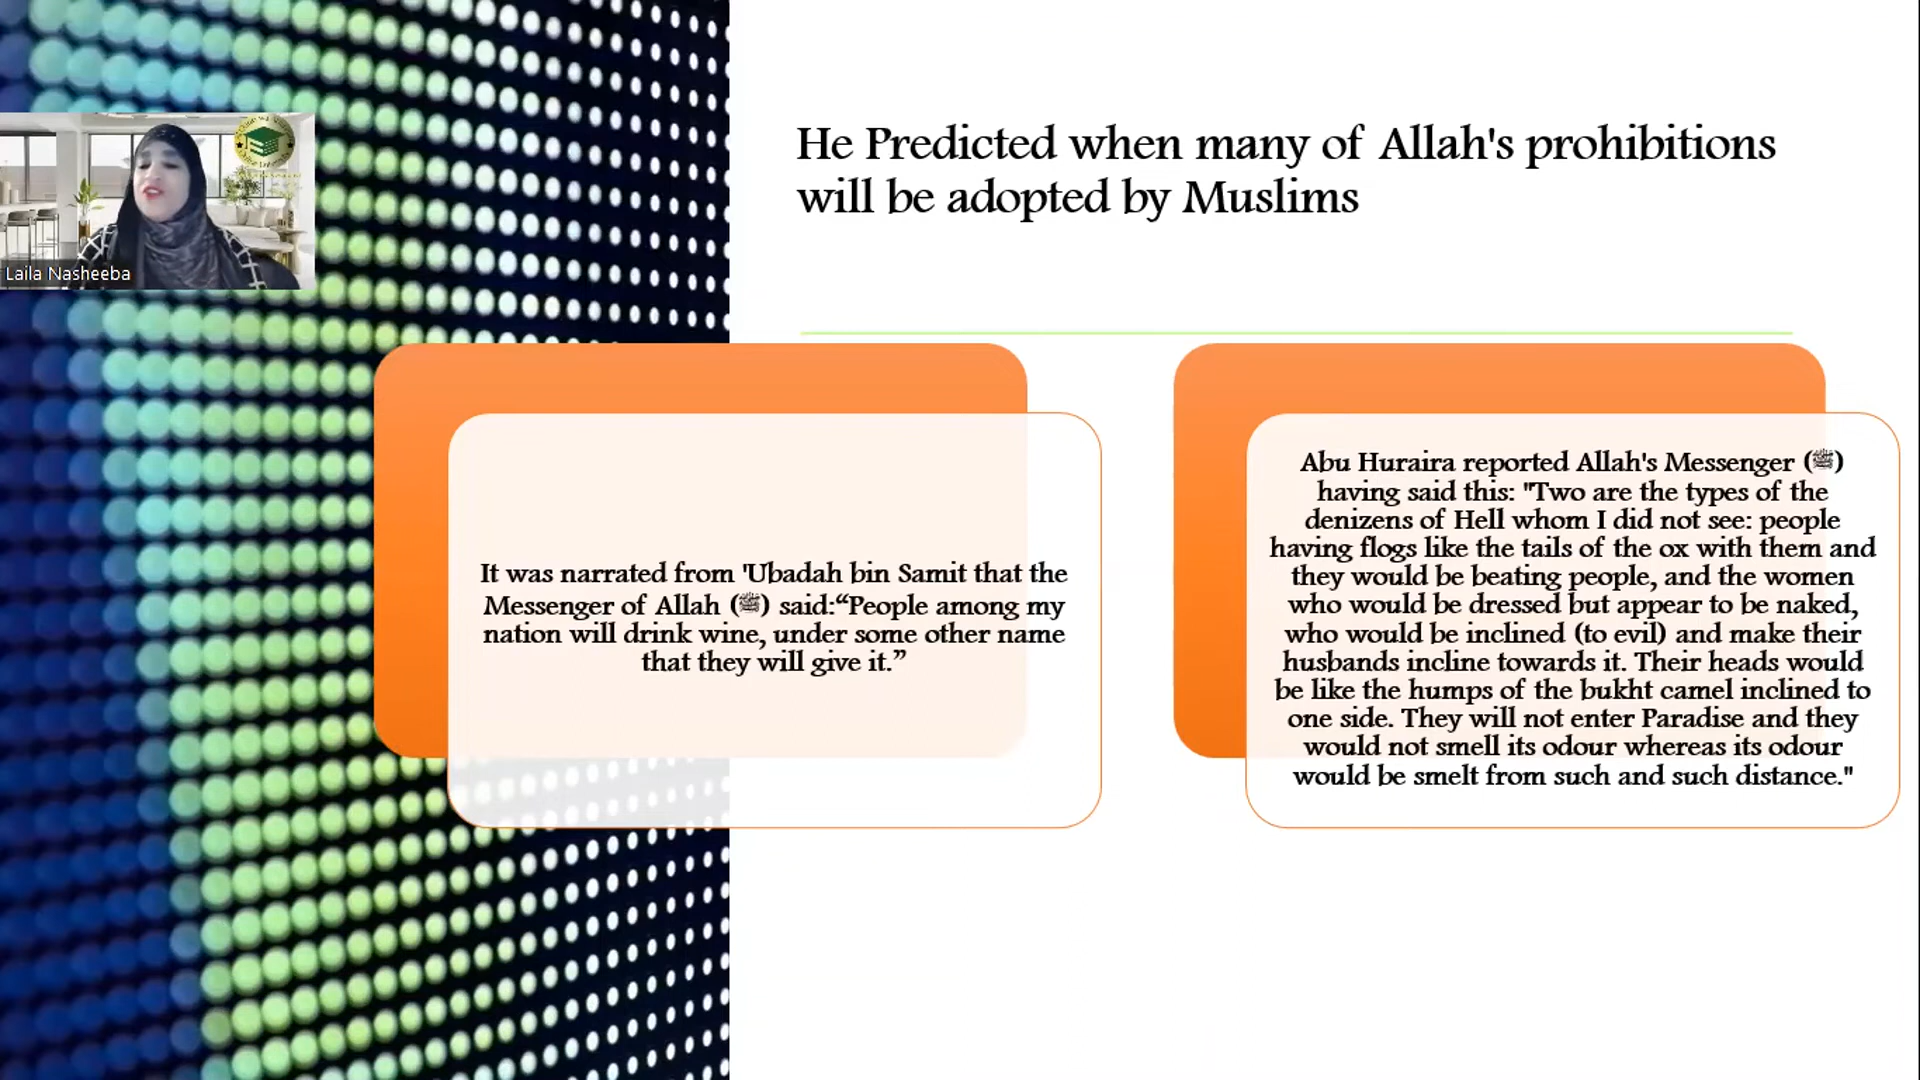 He Predicted when many of Allah's prohibitions
will be adopted by Muslims
Laila Nasheeba
It was narrated from 'Ubadah bin Samit that the
Messenger of Allah (ﷺ) said:“People among my
nation will drink wine, under some other name
that they will give it.”
Abu Huraira reported Allah's Messenger (ﷺ)
having said this: "Two are the types of the
denizens of Hell whom I did not see: people
having flogs like the tails of the ox with them and
they would be beating people, and the women
who would be dressed but appear to be naked,
who would be inclined (to evil) and make their
husbands incline towards it. Their heads would
be like the humps of the bukht camel inclined to
one side. They will not enter Paradise and they
would not smell its odour whereas its odour
would be smelt from such and such distance."